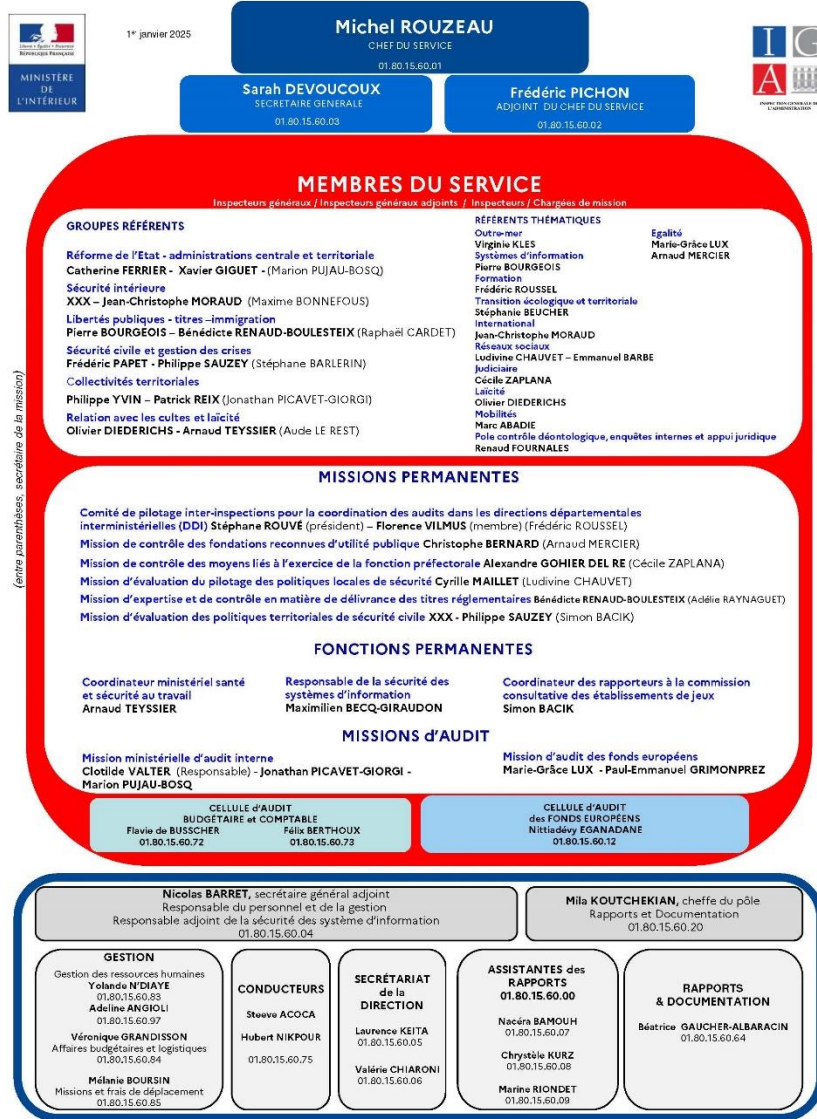 Liberté • Égalité • Fraternité
RÉPUBLIQUE FRANÇAISE
MINISTÈRE
DE
L'INTÉRIEUR
1er janvier 2025
Michel ROUZEAU
CHEF DU SERVICE
01.80.15.60.01
Sarah DEVOUCOUX
SECRETAIRE GENERALE
01.80.15.60.03
Frédéric PICHON
ADJOINT DU CHEF DU SERVICE
01.80.15.60.02
IGA
INSPECTION GENERALE DE
L'ADMINISTRATION
MEMBRES DU SERVICE
Inspecteurs généraux / Inspecteurs généraux adjoints / Inspecteurs / Chargées de mission
(entre parenthèses, secrétaire de la mission)
GROUPES RÉFÉRENTS
Réforme de l'Etat - administrations centrale et territoriale
Catherine FERRIER - Xavier GIGUET - (Marion PUJAU-BOSQ)
Sécurité intérieure
XXX – Jean-Christophe MORAUD (Maxime BONNEFOUS)
Libertés publiques - titres –immigration
Pierre BOURGEOIS – Bénédicte RENAUD-BOULESTEIX (Raphaël CARDET)
Sécurité civile et gestion des crises
Frédéric PAPET - Philippe SAUZEY (Stéphane BARLERIN)
Collectivités territoriales
Philippe YVIN – Patrick REIX (Jonathan PICAVET-GIORGI)
Relation avec les cultes et laïcité
Olivier DIEDERICHS - Arnaud TEYSSIER (Aude LE REST)
RÉFÉRENTS THÉMATIQUES
Outre-mer
Virginie KLES
Systèmes d'information
Pierre BOURGEOIS
Formation
Frédéric ROUSSEL
Transition écologique et territoriale
Stéphanie BEUCHER
International
Jean-Christophe MORAUD
Réseaux sociaux
Ludivine CHAUVET – Emmanuel BARBE
Judiciaire
Cécile ZAPLANA
Laïcité
Olivier DIEDERICHS
Mobilités
Marc ABADIE
Pole contrôle déontologique, enquêtes internes et appui juridique
Renaud FOURNALES
Egalité
Marie-Grâce LUX
Arnaud MERCIER
MISSIONS PERMANENTES
Comité de pilotage inter-inspections pour la coordination des audits dans les directions départementales
interministérielles (DDI) Stéphane ROUVÉ (président) – Florence VILMUS (membre) (Frédéric ROUSSEL)
Mission de contrôle des fondations reconnues d'utilité publique Christophe BERNARD (Arnaud MERCIER)
Mission de contrôle des moyens liés à l'exercice de la fonction préfectorale Alexandre GOHIER DEL RE (Cécile ZAPLANA)
Mission d'évaluation du pilotage des politiques locales de sécurité Cyrille MAILLET (Ludivine CHAUVET)
Mission d'expertise et de contrôle en matière de délivrance des titres réglementaires Bénédicte RENAUD-BOULESTEIX (Adélie RAYNAGUET)
Mission d'évaluation des politiques territoriales de sécurité civile XXX - Philippe SAUZEY (Simon BACIK)
FONCTIONS PERMANENTES
Coordinateur ministériel santé
et sécurité au travail
Arnaud TEYSSIER
Responsable de la sécurité des
systèmes d'information
Maximilien BECQ-GIRAUDON
Coordinateur des rapporteurs à la commission
consultative des établissements de jeux
Simon BACIK
MISSIONS d'AUDIT
Mission ministérielle d'audit interne
Clotilde VALTER (Responsable) - Jonathan PICAVET-GIORGI -
Marion PUJAU-BOSQ
Mission d'audit des fonds européens
Marie-Grâce LUX - Paul-Emmanuel GRIMONPREZ
CELLULE d'AUDIT
BUDGÉTAIRE et COMPTABLE
Flavie de BUSSCHER Félix BERTHOUX
01.80.15.60.72 01.80.15.60.73
CELLULE d'AUDIT
des FONDS EUROPÉENS
Nittiadévy EGANADANE
01.80.15.60.12
Nicolas BARRET, secrétaire général adjoint
Responsable du personnel et de la gestion
Responsable adjoint de la sécurité des système d'information
01.80.15.60.04
Mila KOUTCHEKIAN, cheffe du pôle
Rapports et Documentation
01.80.15.60.20
GESTION
Gestion des ressources humaines
Yolande N'DIAYE
01.80.15.60.83
Adeline ANGIOLI
01.80.15.60.97
Véronique GRANDISSON
Affaires budgétaires et logistiques
01.80.15.60.84
Mélanie BOURSIN
Missions et frais de déplacement
01.80.15.60.85
CONDUCTEURS
Steeve ACOCA
Hubert NIKPOUR
01.80.15.60.75
SECRÉTARIAT
de la
DIRECTION
Laurence KEITA
01.80.15.60.05
Valérie CHIARONI
01.80.15.60.06
ASSISTANTES des
RAPPORTS
01.80.15.60.00
Nacéra BAMOUH
01.80.15.60.07
Chrystèle KURZ
01.80.15.60.08
Marine RIONDET
01.80.15.60.09
RAPPORTS
& DOCUMENTATION
Béatrice GAUCHER-ALBARACIN
01.80.15.60.64